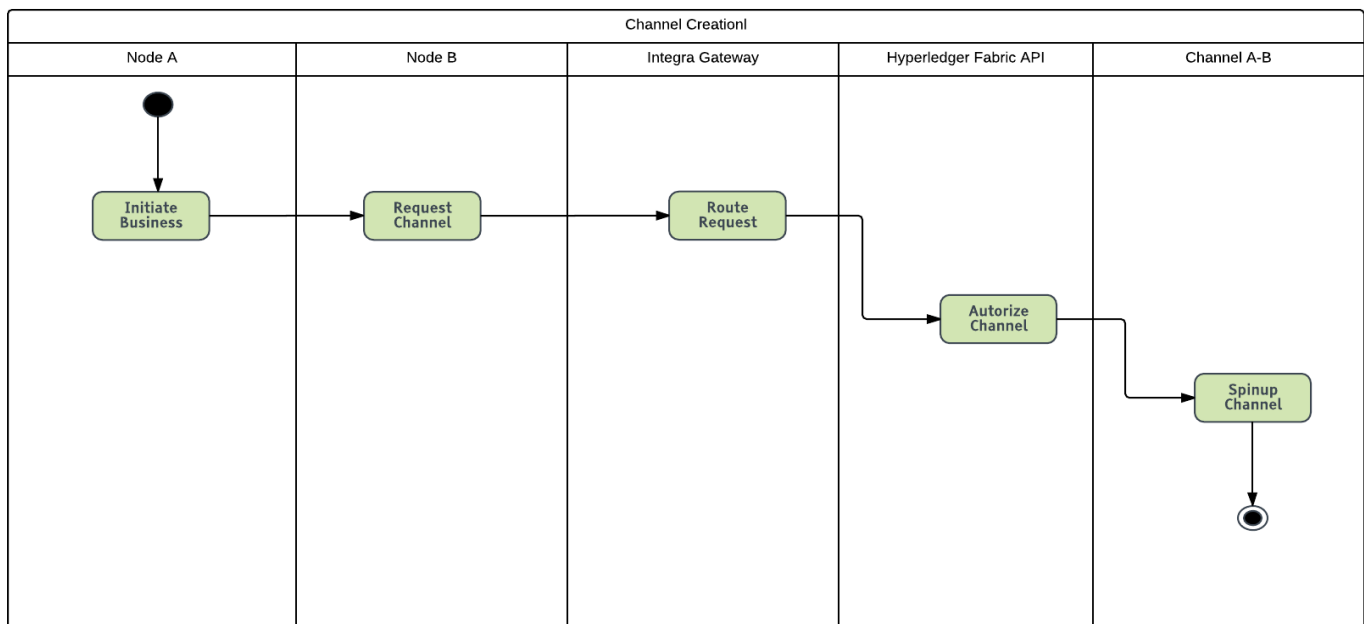 Channel Creationl
Node A
Node B
Integra Gateway
Hyperledger Fabric API
Channel A-B
Initiate
Business
Request
Channel
Route
Request
Autorize
Channel
Spinup
Channel